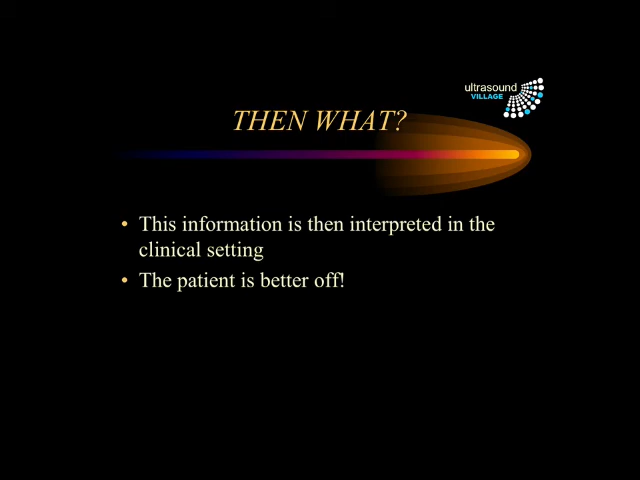 ultrasound
VILLAGE
THEN WHAT?
• This information is then interpreted in the
clinical setting
• The patient is better off!